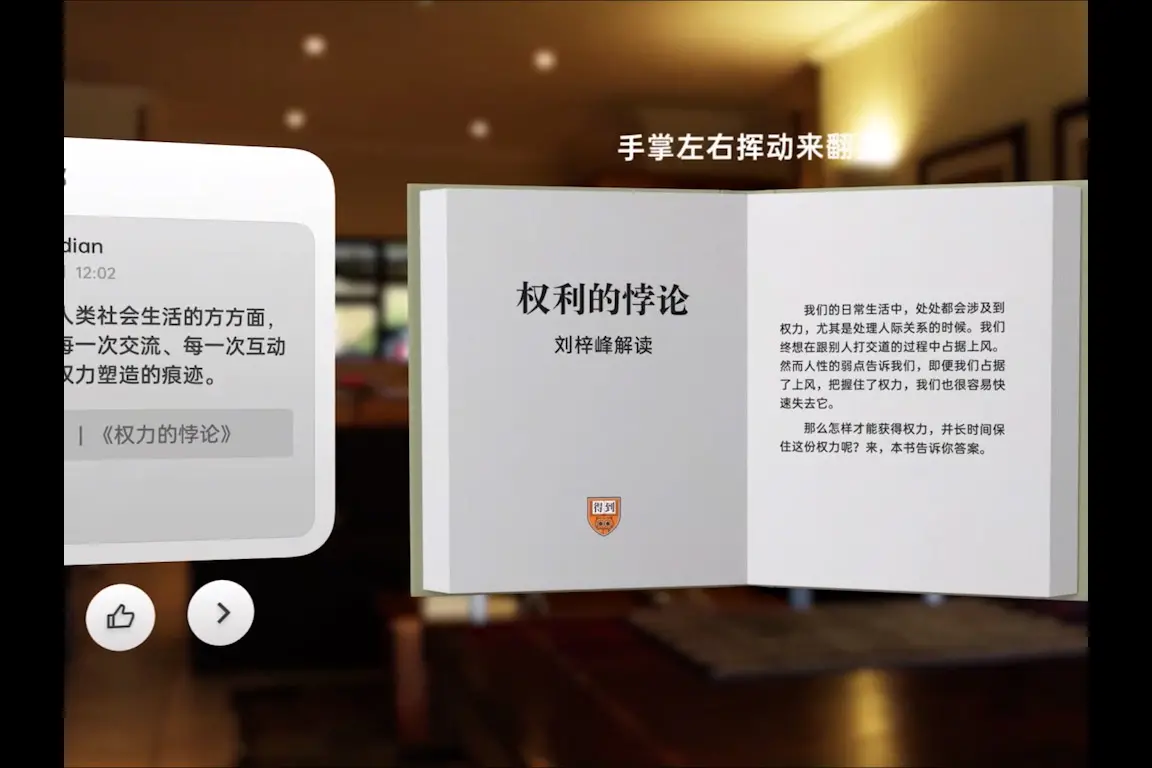 手掌左右挥动来翻
dian
12:02
人类社会生活的方方面,
每一次交流、每一次互动
权力塑造的痕迹。
| 《权力的悖论》
权利的悖论
刘梓峰解读
得到
我们的日常生活中，处处都会涉及到
权力，尤其是处理人际关系的时候。我们
终想在跟别人打交道的过程中占据上风。
然而人性的弱点告诉我们，即便我们占据
了上风，把握住了权力，我们也很容易快
速失去它。
那么怎样才能获得权力，并长时间保
住这份权力呢？来，本书告诉你答案。